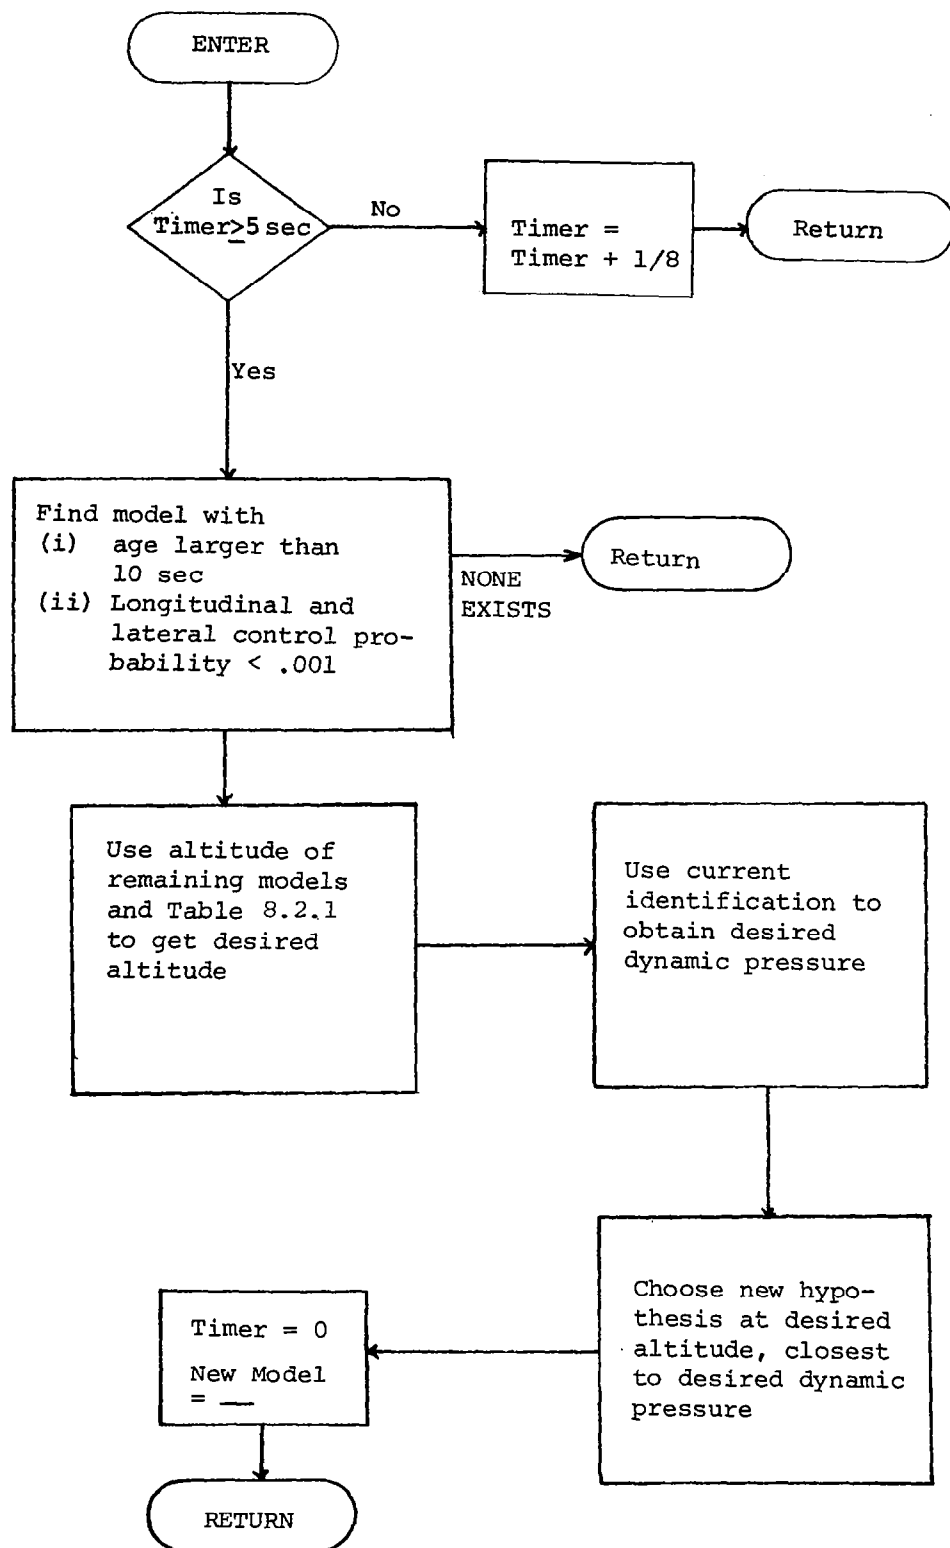 ENTER
Is
Timer≥5 sec
No
Timer =
Timer + 1/8
Return
Yes
Find model with
(i) age larger than
10 sec
(ii) Longitudinal and
lateral control pro-
bability < .001
NONE
EXISTS
Return
Use altitude of
remaining models
and Table 8.2.1
to get desired
altitude
Use current
identification to
obtain desired
dynamic pressure
Choose new hypo-
thesis at desired
altitude, closest
to desired dynamic
pressure
Timer = 0
New Model
= __
RETURN